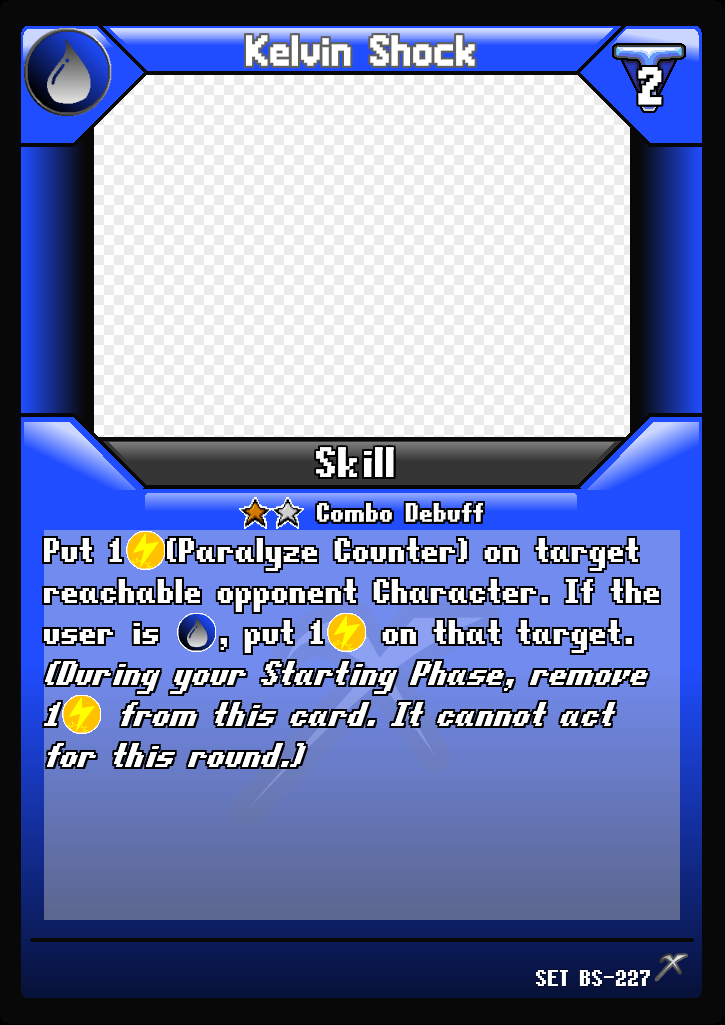 Kelvin Shock
2
Skill
Combo Debuff
Put 1 (Paralyze Counter) on target
reachable opponent Character. If the
user is , put 1 on that target.
(During your Starting Phase, remove
1 from this card. It cannot act
for this round.)
SET BS-227